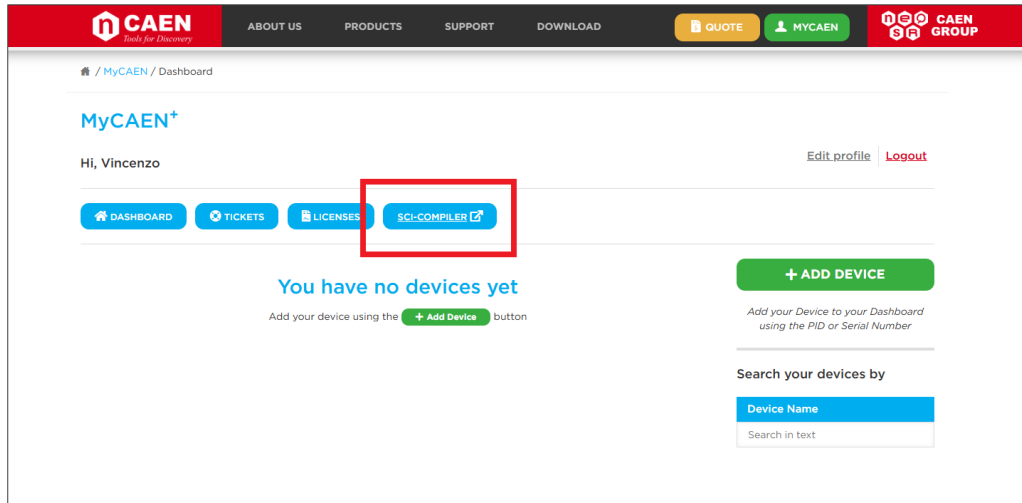 CAEN
Tools for Discovery
ABOUT US
PRODUCTS
SUPPORT
DOWNLOAD
QUOTE
MYCAEN
CAEN
GROUP
/ MyCAEN / Dashboard
MyCAEN+
Hi, Vincenzo
Edit profile
Logout
DASHBOARD
TICKETS
LICENSES
SCI-COMPILER
You have no devices yet
Add your device using the + Add Device button
+ ADD DEVICE
Add your Device to your Dashboard
using the PID or Serial Number
Search your devices by
Device Name
Search in text